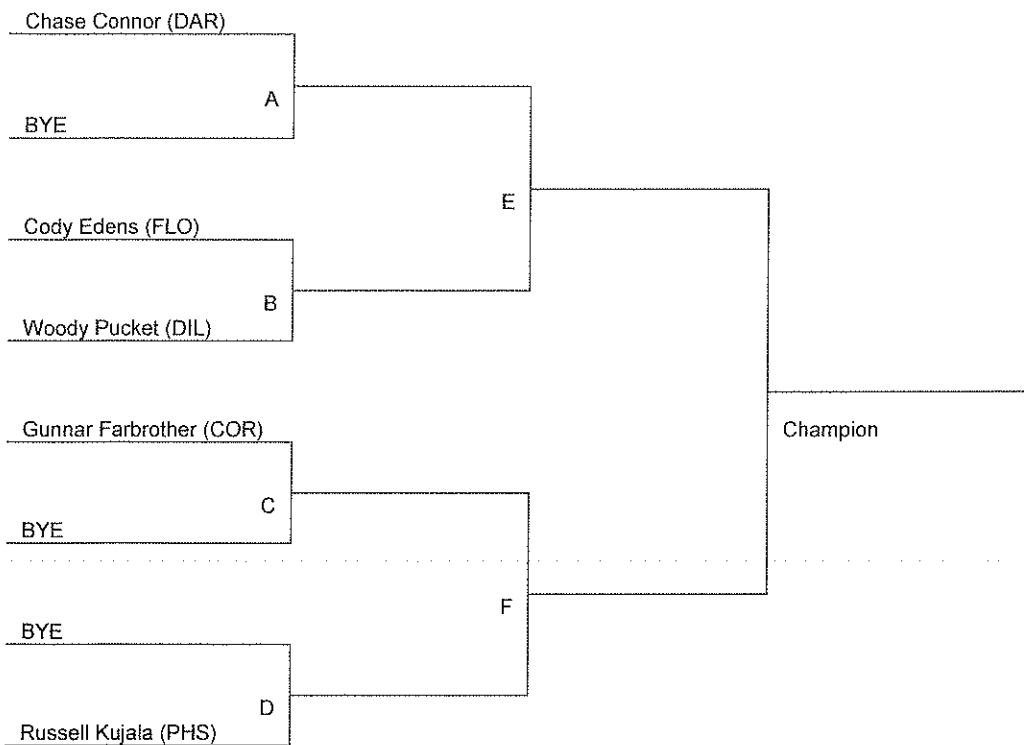 Chase Connor (DAR)
A
BYE
E
Cody Edens (FLO)
B
Woody Pucket (DIL)
Gunnar Farbrother (COR)
Champion
C
BYE
F
BYE
D
Russell Kujala (PHS)